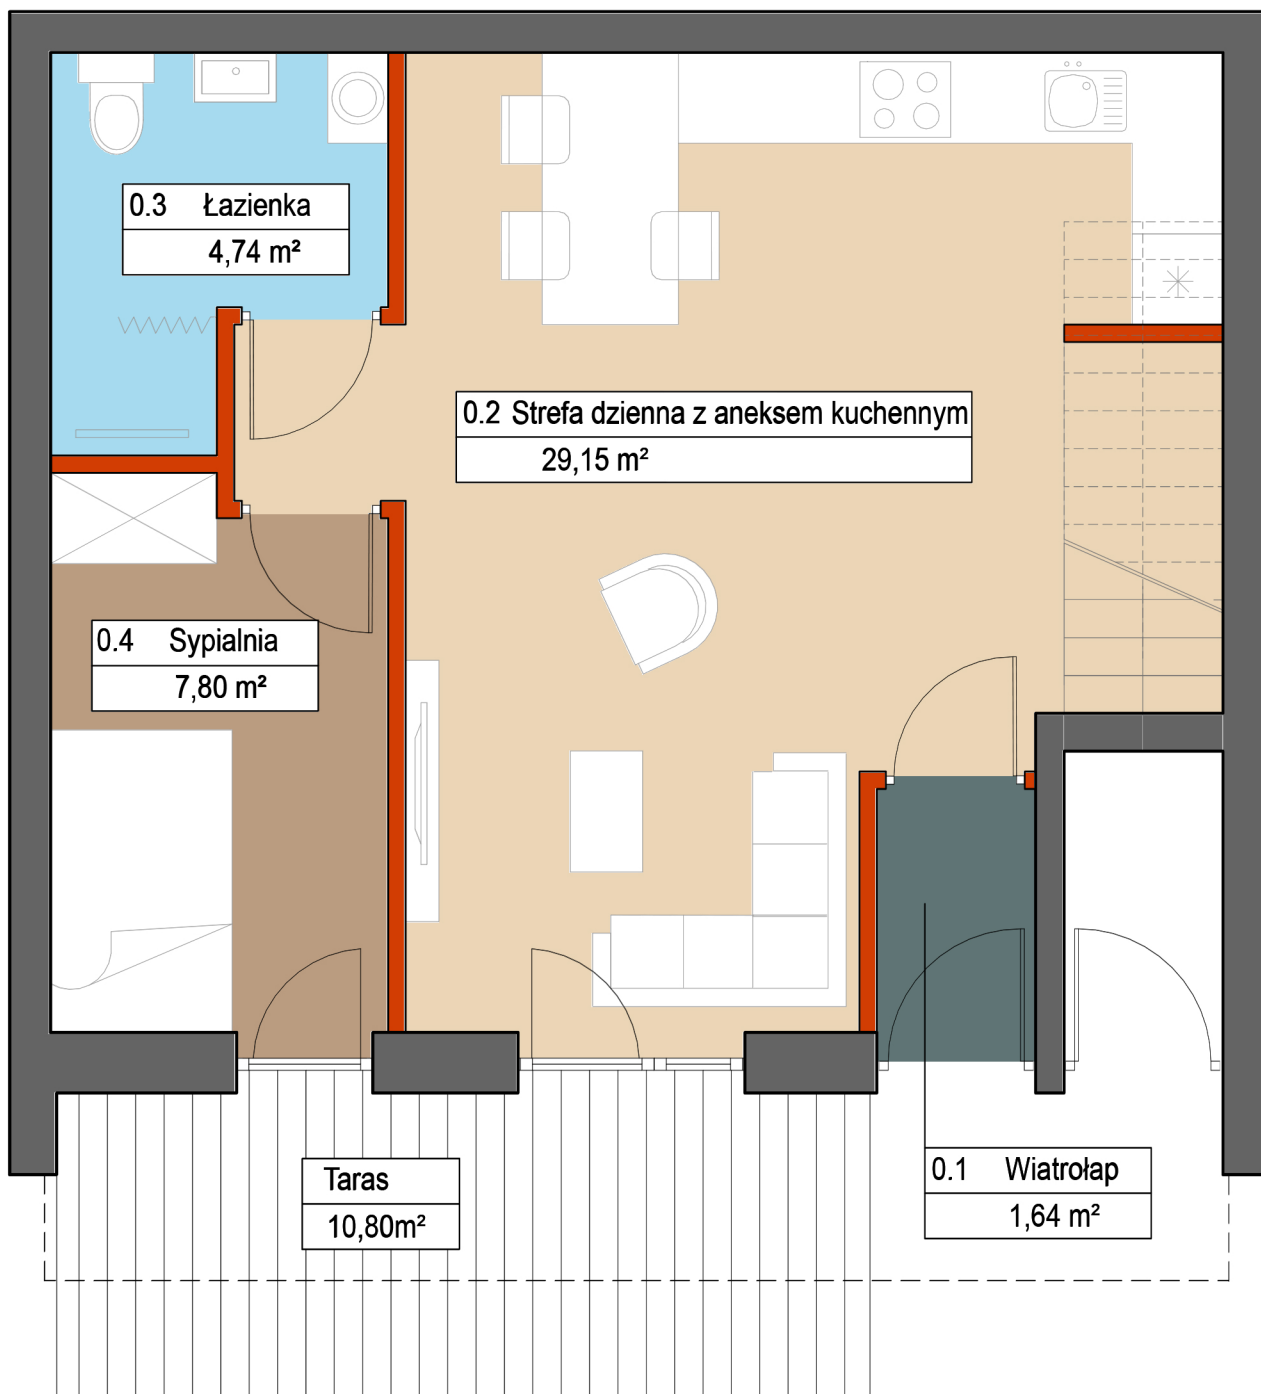 0.3 Łazienka
4,74 m²
0.2 Strefa dzienna z aneksem kuchennym
29,15 m²
0.4 Sypialnia
7,80 m²
Taras
10,80m²
0.1 Wiatrołap
1,64 m²